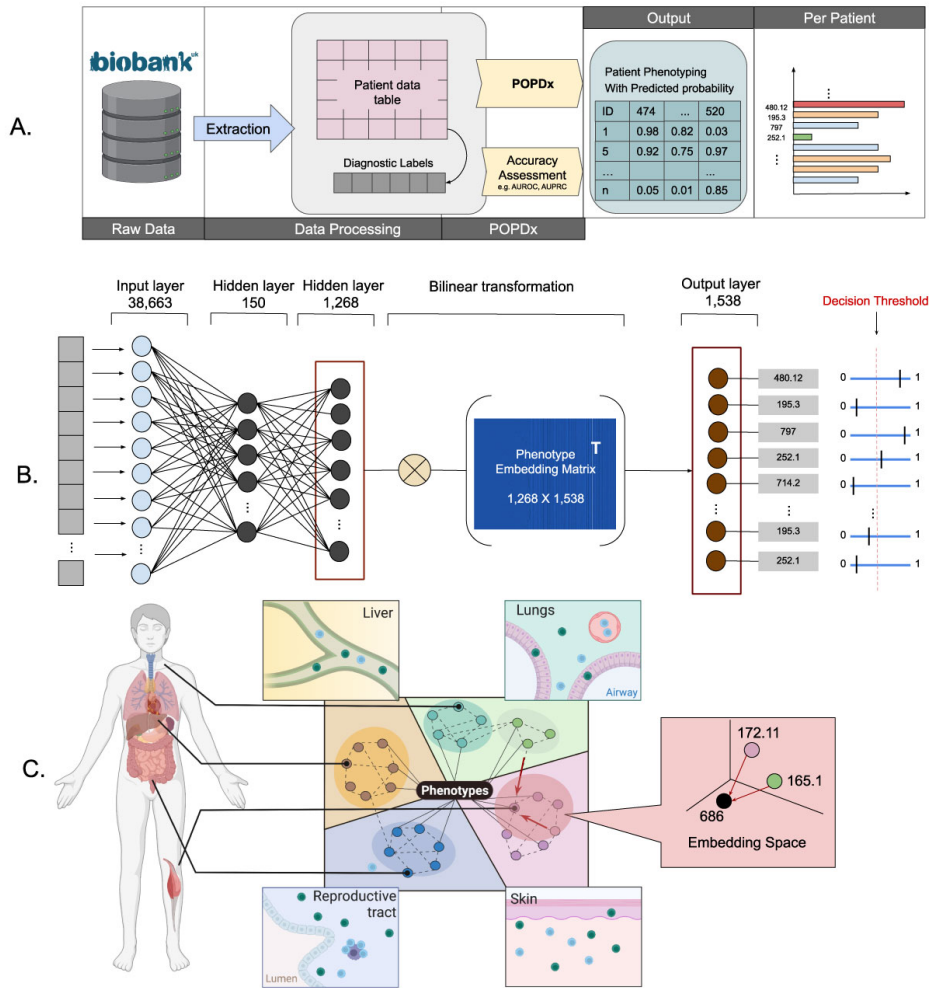 A.
Output
Per Patient
biobank uk
Extraction
Patient data
table
Diagnostic Labels
POPDx
Accuracy
Assessment
e.g. AUROC, AUPRC
Patient Phenotyping
With Predicted probability
ID 474 ... 520
1 0.98 0.82 0.03
5 0.92 0.75 0.97
... ...
n 0.05 0.01 0.85
...
480.12
195.3
797
252.1
...
Raw Data
Data Processing
POPDx
B.
Input layer
38,663
Hidden layer
150
Hidden layer
1,268
Bilinear transformation
Output layer
1,538
Decision Threshold
Phenotype
Embedding Matrix
T
1,268 X 1,538
480.12 0 1
195.3 0 1
797 0 1
252.1 0 1
714.2 0 1
... ... ... ... ... ... ...
195.3 0 1
252.1 0 1
C.
Liver
Lungs
Airway
Phenotypes
172.11
165.1
686
Embedding Space
Reproductive
tract
Lumen
Skin